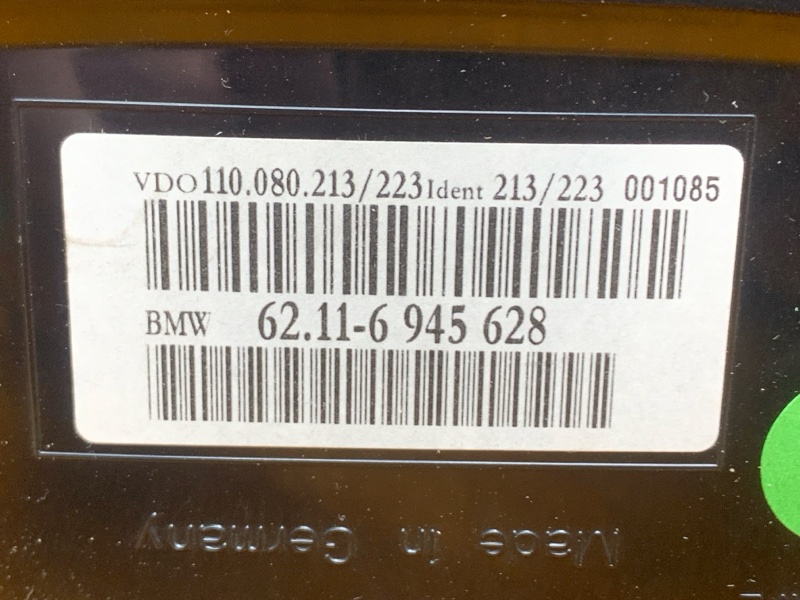 VDO 110.080.213/223 Ident 213/223 001085
BMW 62.11-6 945 628
Made in Germany